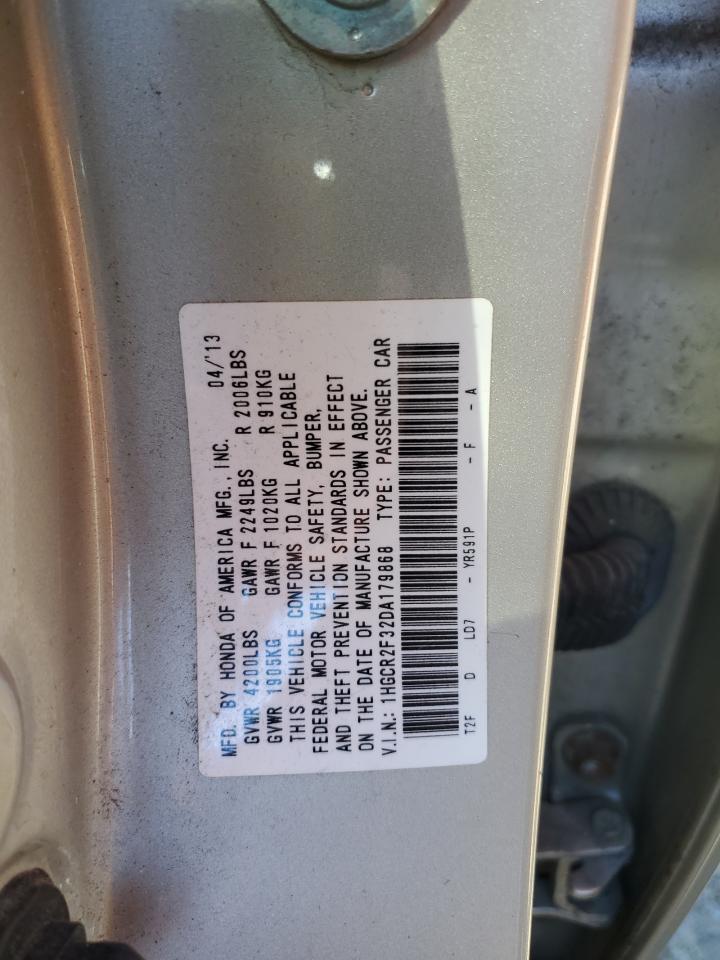 MFD. BY HONDA OF AMERICA MFG., INC. 04/'13
GVWR 4200LBS GAWR F 2249LBS R 2006LBS
GVWR 1905KG GAWR F 1020KG R 910KG
THIS VEHICLE CONFORMS TO ALL APPLICABLE
FEDERAL MOTOR VEHICLE SAFETY, BUMPER,
AND THEFT PREVENTION STANDARDS IN EFFECT
ON THE DATE OF MANUFACTURE SHOWN ABOVE.
V.I.N.: 1HGCR2F32DA179868 TYPE: PASSENGER CAR
T2F D LD7 - YR591P - F - A